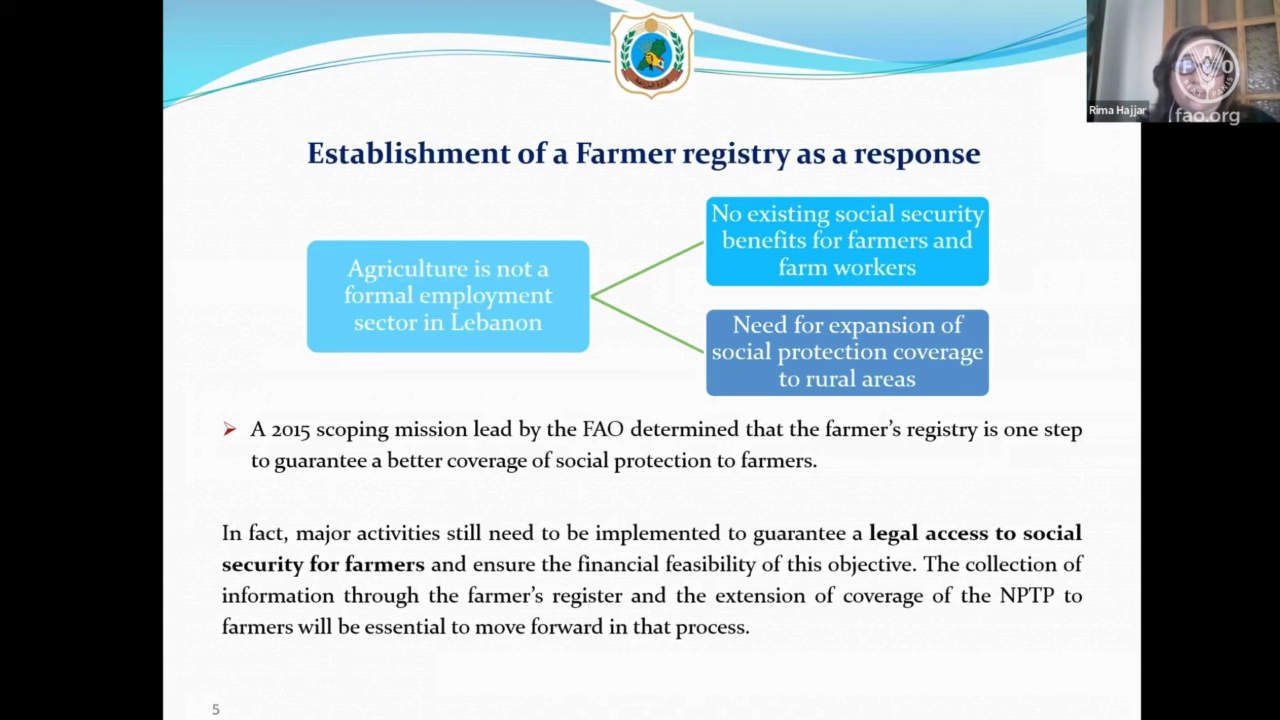 Rima Hajjar
FAO
FIAT PANIS
fao.org
Establishment of a Farmer registry as a response
Agriculture is not a
formal employment
sector in Lebanon
No existing social security
benefits for farmers and
farm workers
Need for expansion of
social protection coverage
to rural areas
➢ A 2015 scoping mission lead by the FAO determined that the farmer’s registry is one step
to guarantee a better coverage of social protection to farmers.
In fact, major activities still need to be implemented to guarantee a legal access to social
security for farmers and ensure the financial feasibility of this objective. The collection of
information through the farmer’s register and the extension of coverage of the NPTP to
farmers will be essential to move forward in that process.
5